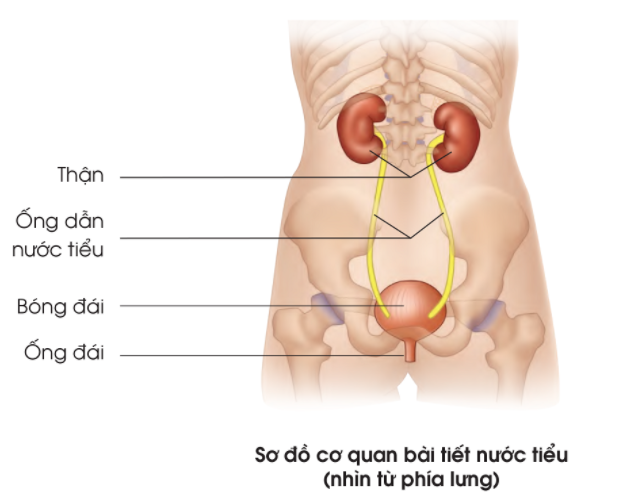 Thận
Ống dần
nước tiểu
Bóng đái
Ống đái
Sơ đồ cơ quan bài tiết nước tiểu
(nhìn từ phía lưng)